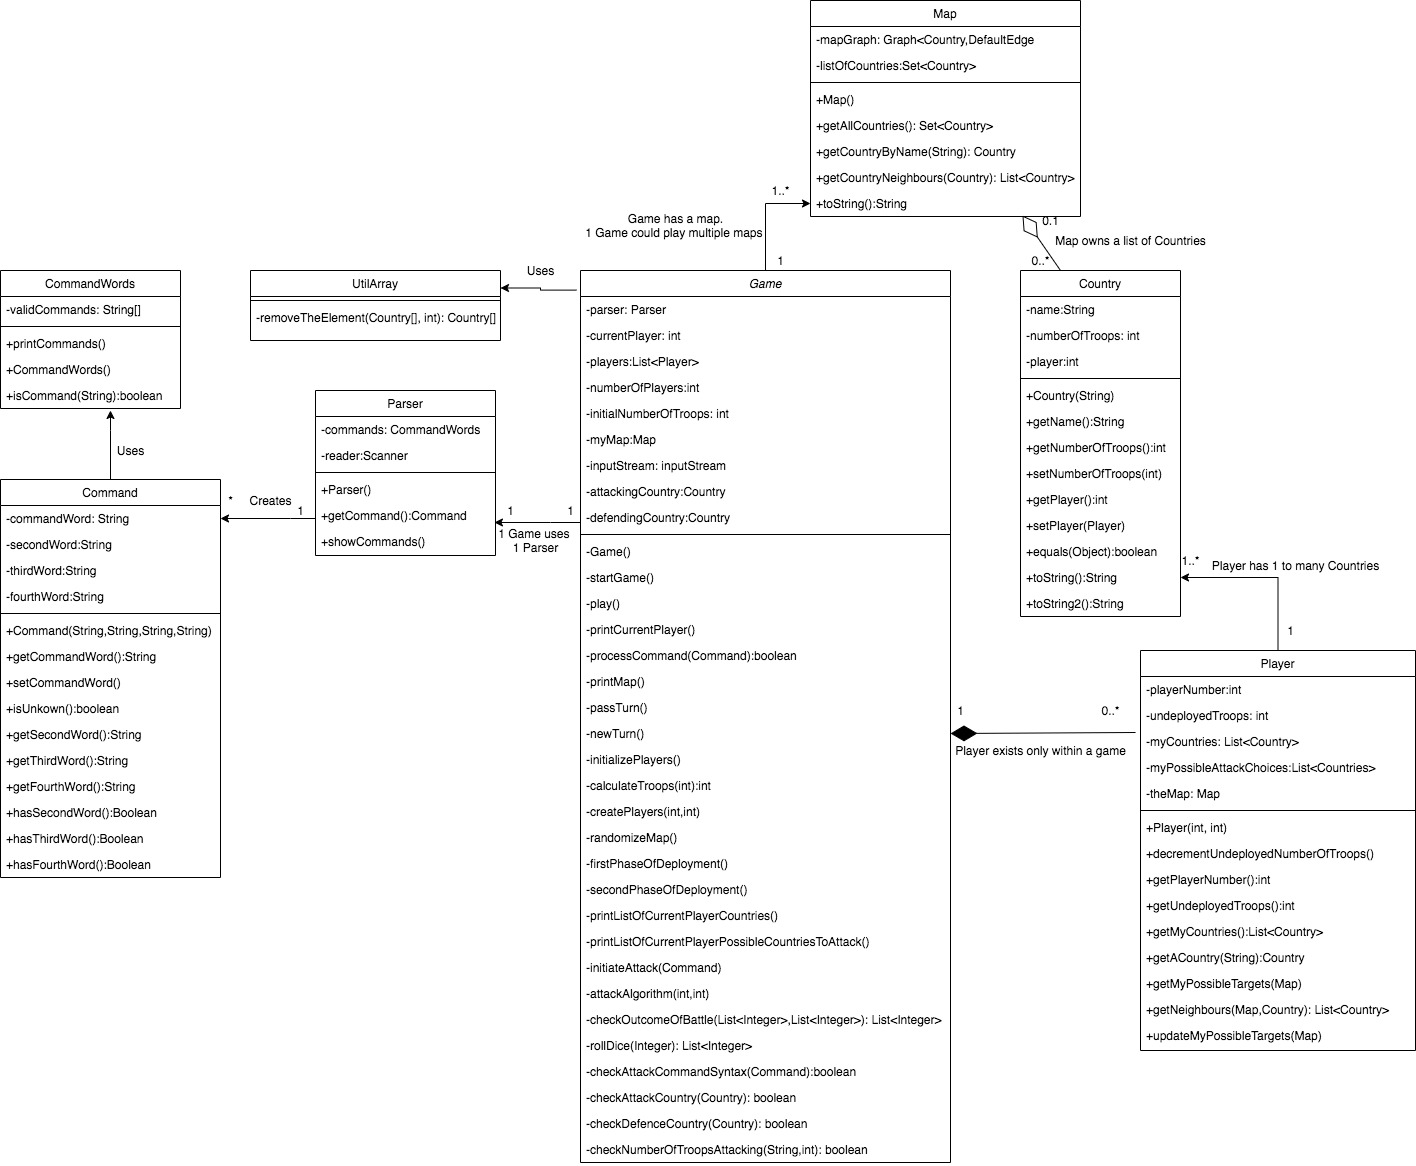 Map
-mapGraph: Graph<Country,DefaultEdge
-listOfCountries:Set<Country>
+Map()
+getAllCountries(): Set<Country>
+getCountryByName(String): Country
+getCountryNeighbours(Country): List<Country>
+toString():String
1..*
Game has a map.
1 Game could play multiple maps
1
0.1
Map owns a list of Countries
0..*
CommandWords
-validCommands: String[]
+printCommands()
+CommandWords()
+isCommand(String):boolean
Uses
UtilArray
-removeTheElement(Country[], int): Country[]
Uses
Parser
-commands: CommandWords
-reader:Scanner
+Parser()
+getCommand():Command
+showCommands()
*
Creates
1
1
1
1 Game uses
1 Parser
Command
-commandWord: String
-secondWord:String
-thirdWord:String
-fourthWord:String
+Command(String,String,String,String)
+getCommandWord():String
+setCommandWord()
+isUnkown():boolean
+getSecondWord():String
+getThirdWord():String
+getFourthWord():String
+hasSecondWord():Boolean
+hasThirdWord():Boolean
+hasFourthWord():Boolean
Game
-parser: Parser
-currentPlayer: int
-players:List<Player>
-numberOfPlayers:int
-initialNumberOfTroops: int
-myMap:Map
-inputStream: inputStream
-attackingCountry:Country
-defendingCountry:Country
-Game()
-startGame()
-play()
-printCurrentPlayer()
-processCommand(Command):boolean
-printMap()
-passTurn()
-newTurn()
-initializePlayers()
-calculateTroops(int):int
-createPlayers(int,int)
-randomizeMap()
-firstPhaseOfDeployment()
-secondPhaseOfDeployment()
-printListOfCurrentPlayerCountries()
-printListOfCurrentPlayerPossibleCountriesToAttack()
-initiateAttack(Command)
-attackAlgorithm(int,int)
-checkOutcomeOfBattle(List<Integer>,List<Integer>): List<Integer>
-rollDice(Integer): List<Integer>
-checkAttackCommandSyntax(Command):boolean
-checkAttackCountry(Country): boolean
-checkDefenceCountry(Country): boolean
-checkNumberOfTroopsAttacking(String,int): boolean
Country
-name:String
-numberOfTroops: int
-player:int
+Country(String)
+getName():String
+getNumberOfTroops():int
+setNumberOfTroops(int)
+getPlayer():int
+setPlayer(Player)
+equals(Object):boolean
+toString():String
+toString2():String
1..*
Player has 1 to many Countries
1
1
0..*
Player exists only within a game
Player
-playerNumber:int
-undeployedTroops: int
-myCountries: List<Country>
-myPossibleAttackChoices:List<Countries>
-theMap: Map
+Player(int, int)
+decrementUndeployedNumberOfTroops()
+getPlayerNumber():int
+getUndeployedTroops():int
+getMyCountries():List<Country>
+getACountry(String):Country
+getMyPossibleTargets(Map)
+getNeighbours(Map,Country): List<Country>
+updateMyPossibleTargets(Map)